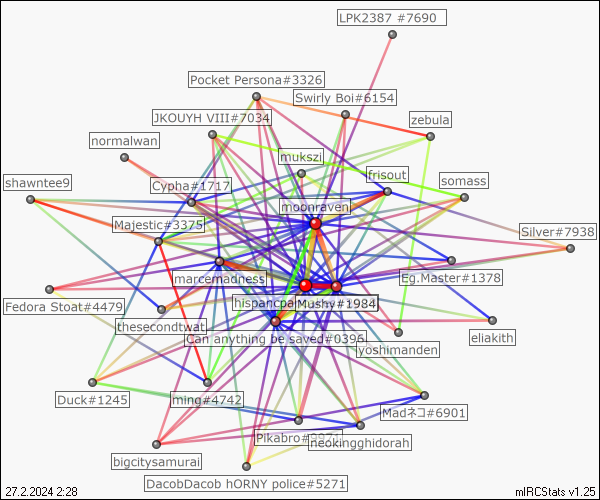 LPK2387 #7690
Pocket Persona#3326
Swirly Boi#6154
JKOUYH VIII#7034
zebula
normalwan
mukszi
frisout
shawntee9
Cypha#1717
somass
moonraven
Majestic#3375
Silver#7938
marcemadness
Eg.Master#1378
hispancpa
Mushy#1984
Fedora Stoat#4479
thesecondtwat
Can anything be saved#0396
eliakith
yoshimanden
Duck#1245
ming#4742
Madネコ#6901
Pikabro
neokingghidorah
bigcitysamurai
DacobDacob hORNY police#5271
27.2.2024 2:28
mIRCStats v1.25